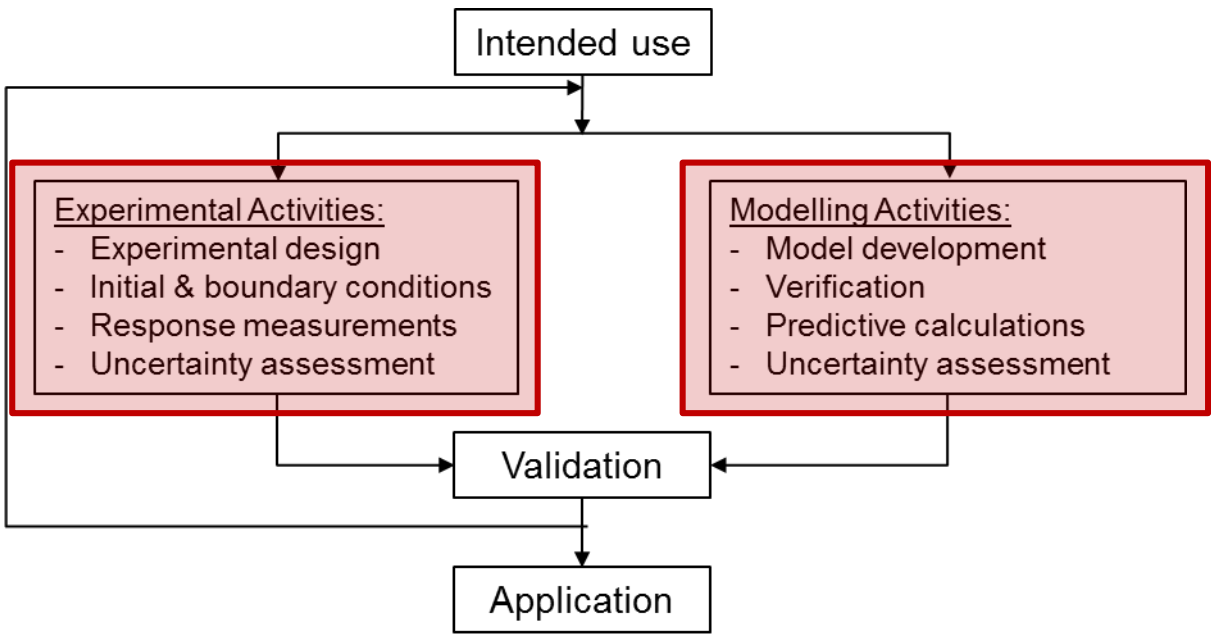 Intended use
Experimental Activities:
- Experimental design
- Initial & boundary conditions
- Response measurements
- Uncertainty assessment
Modelling Activities:
- Model development
- Verification
- Predictive calculations
- Uncertainty assessment
Validation
Application